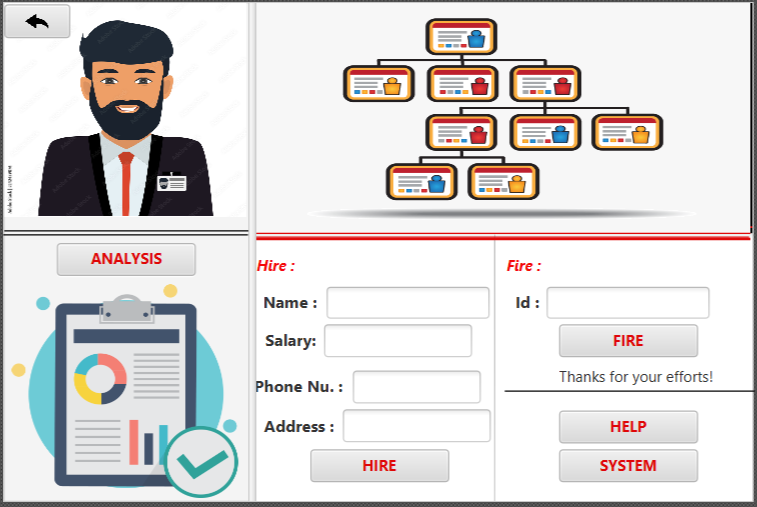 ANALYSIS
Hire :
Name :
Salary:
Phone Nu. :
Address :
HIRE
Fire :
Id :
FIRE
Thanks for your efforts!
HELP
SYSTEM